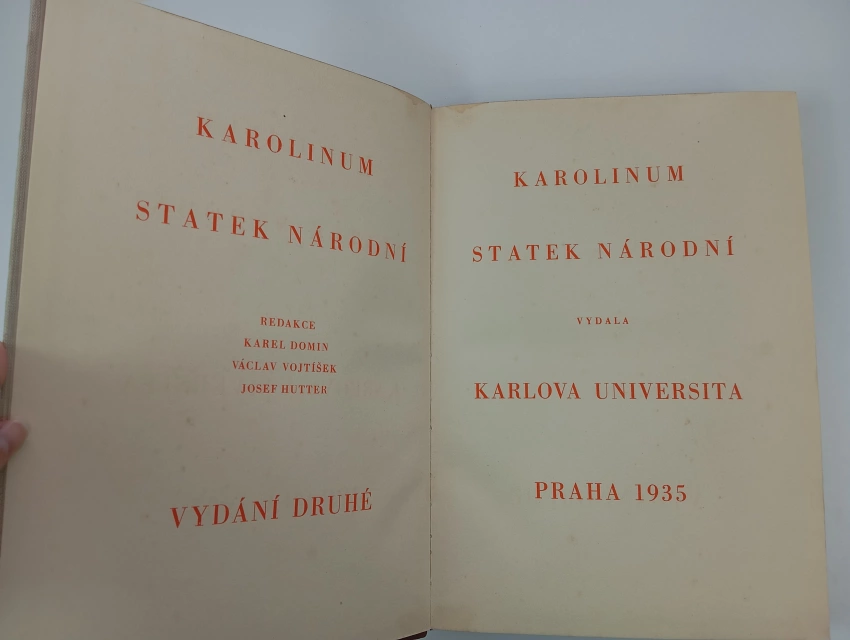 KAROLINUM
STATEK NÁRODNÍ
REDAKCE
KAREL DOMIN
VÁCLAV VOJTÍŠEK
JOSEF HUTTER
VYDÁNÍ DRUHÉ
KAROLINUM
STATEK NÁRODNÍ
VYDALA
KARLOVA UNIVERSITA
PRAHA 1935